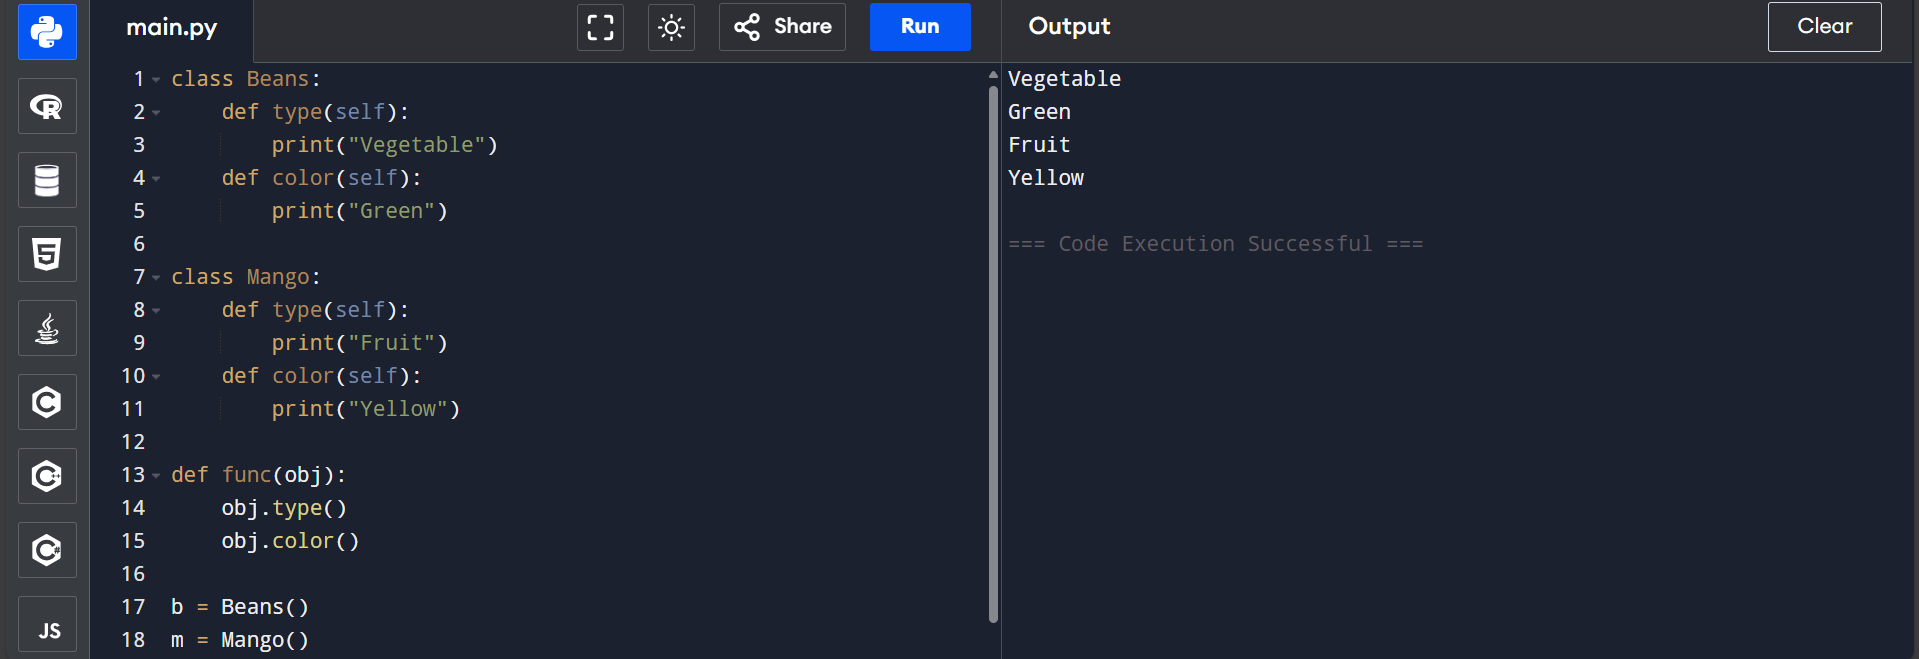 main.py
Share
Run
Output
Clear
1 class Beans:
2     def type(self):
3         print("Vegetable")
4     def color(self):
5         print("Green")
6
7 class Mango:
8     def type(self):
9         print("Fruit")
10     def color(self):
11         print("Yellow")
12
13 def func(obj):
14     obj.type()
15     obj.color()
16
17 b = Beans()
18 m = Mango()
Vegetable
Green
Fruit
Yellow
=== Code Execution Successful ===
R
5
C
C++
C#
JS